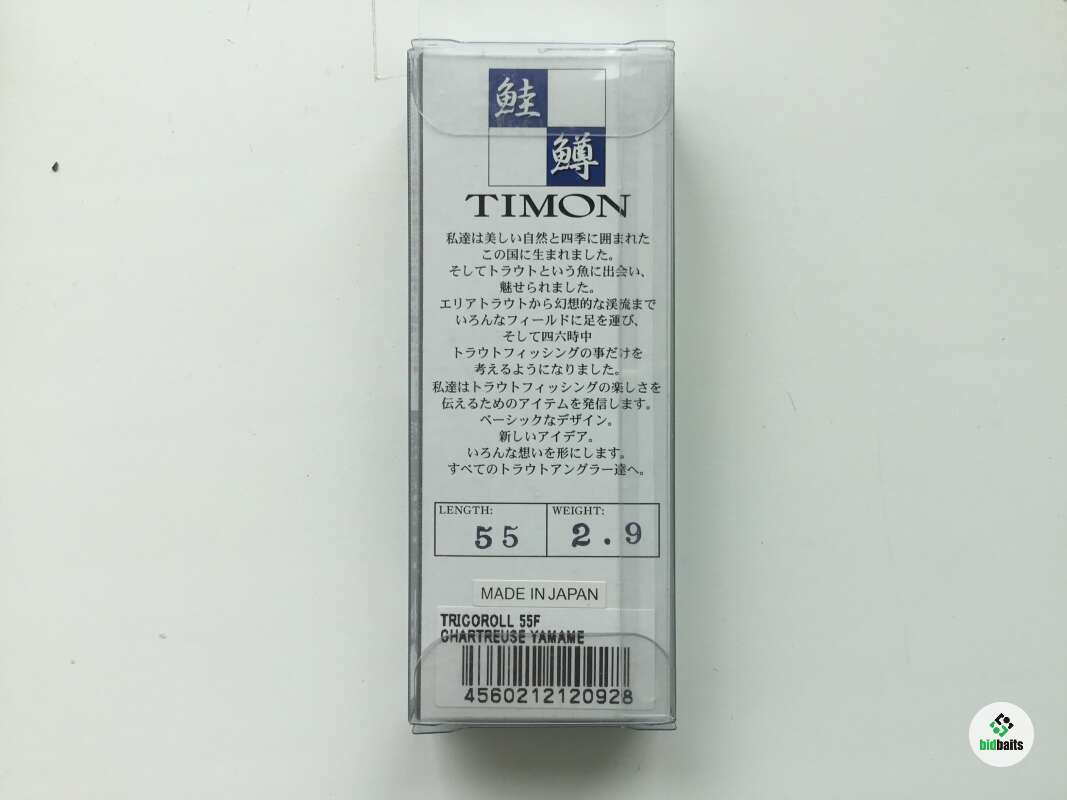 鮭
鱒
TIMON
私達は美しい自然と四季に囲まれた
この国に生まれました。
そしてトラウトという魚に出会い、
魅せられました。
エリアトラウトから幻想的な渓流まで
いろんなフィールドに足を運び、
そして四六時中
トラウトフィッシングの事だけを
考えるようになりました。
私達はトラウトフィッシングの楽しさを
伝えるためのアイテムを発信します。
ベーシックなデザイン。
新しいアイデア。
いろんな想いを形にします。
すべてのトラウトアングラー達へ。
LENGTH: WEIGHT:
55 2.9
MADE IN JAPAN
TRICOROLL 55F
CHARTREUSE YAMAME
4560212120928
bidbaits